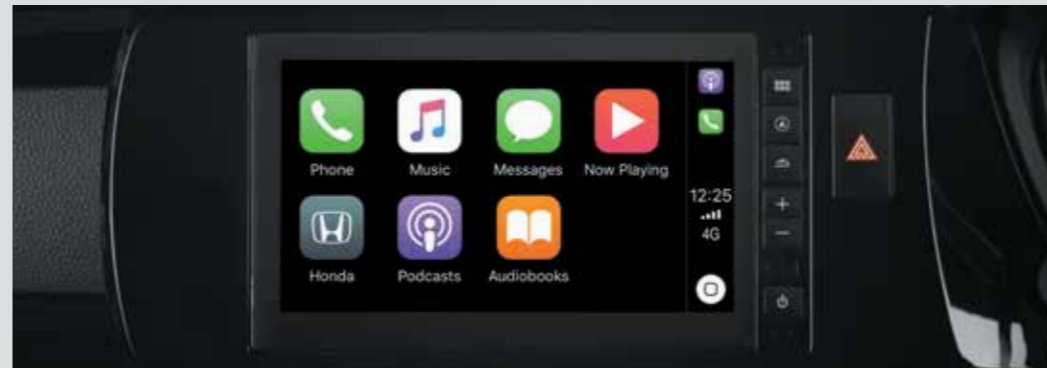 Phone
Music
Messages
Now Playing
Honda
Podcasts
Audiobooks
12:25
4G